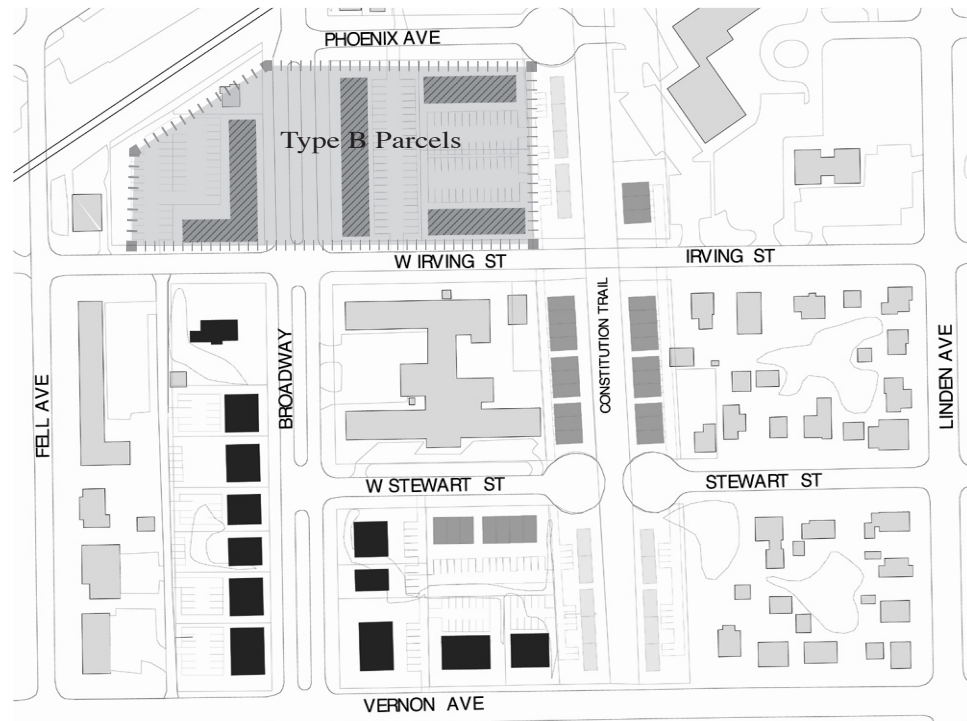 PHOENIX AVE
Type B Parcels
W IRVING ST
IRVING ST
CONSTITUTION TRAIL
BROADWAY
FELL AVE
LINDEN AVE
W STEWART ST
STEWART ST
VERNON AVE